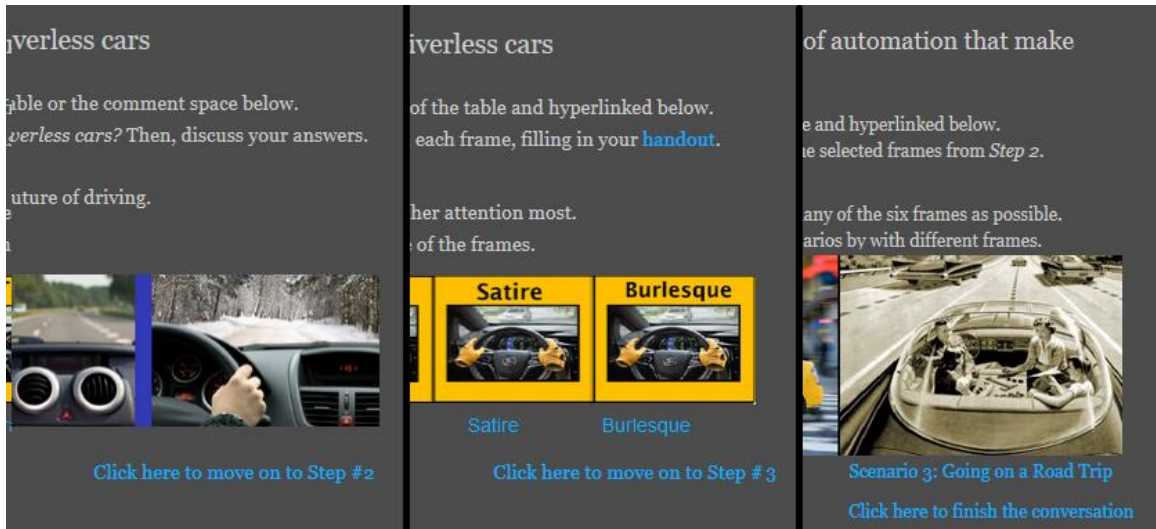 verless cars
able or the comment space below.
verless cars? Then, discuss your answers.
uture of driving.
Click here to move on to Step #2
iverless cars
of the table and hyperlinked below.
each frame, filling in your handout.
her attention most.
of the frames.
Satire
Burlesque
Satire
Burlesque
Click here to move on to Step #3
of automation that make
e and hyperlinked below.
e selected frames from Step 2.
any of the six frames as possible.
arios by with different frames.
Scenario 3: Going on a Road Trip
Click here to finish the conversation